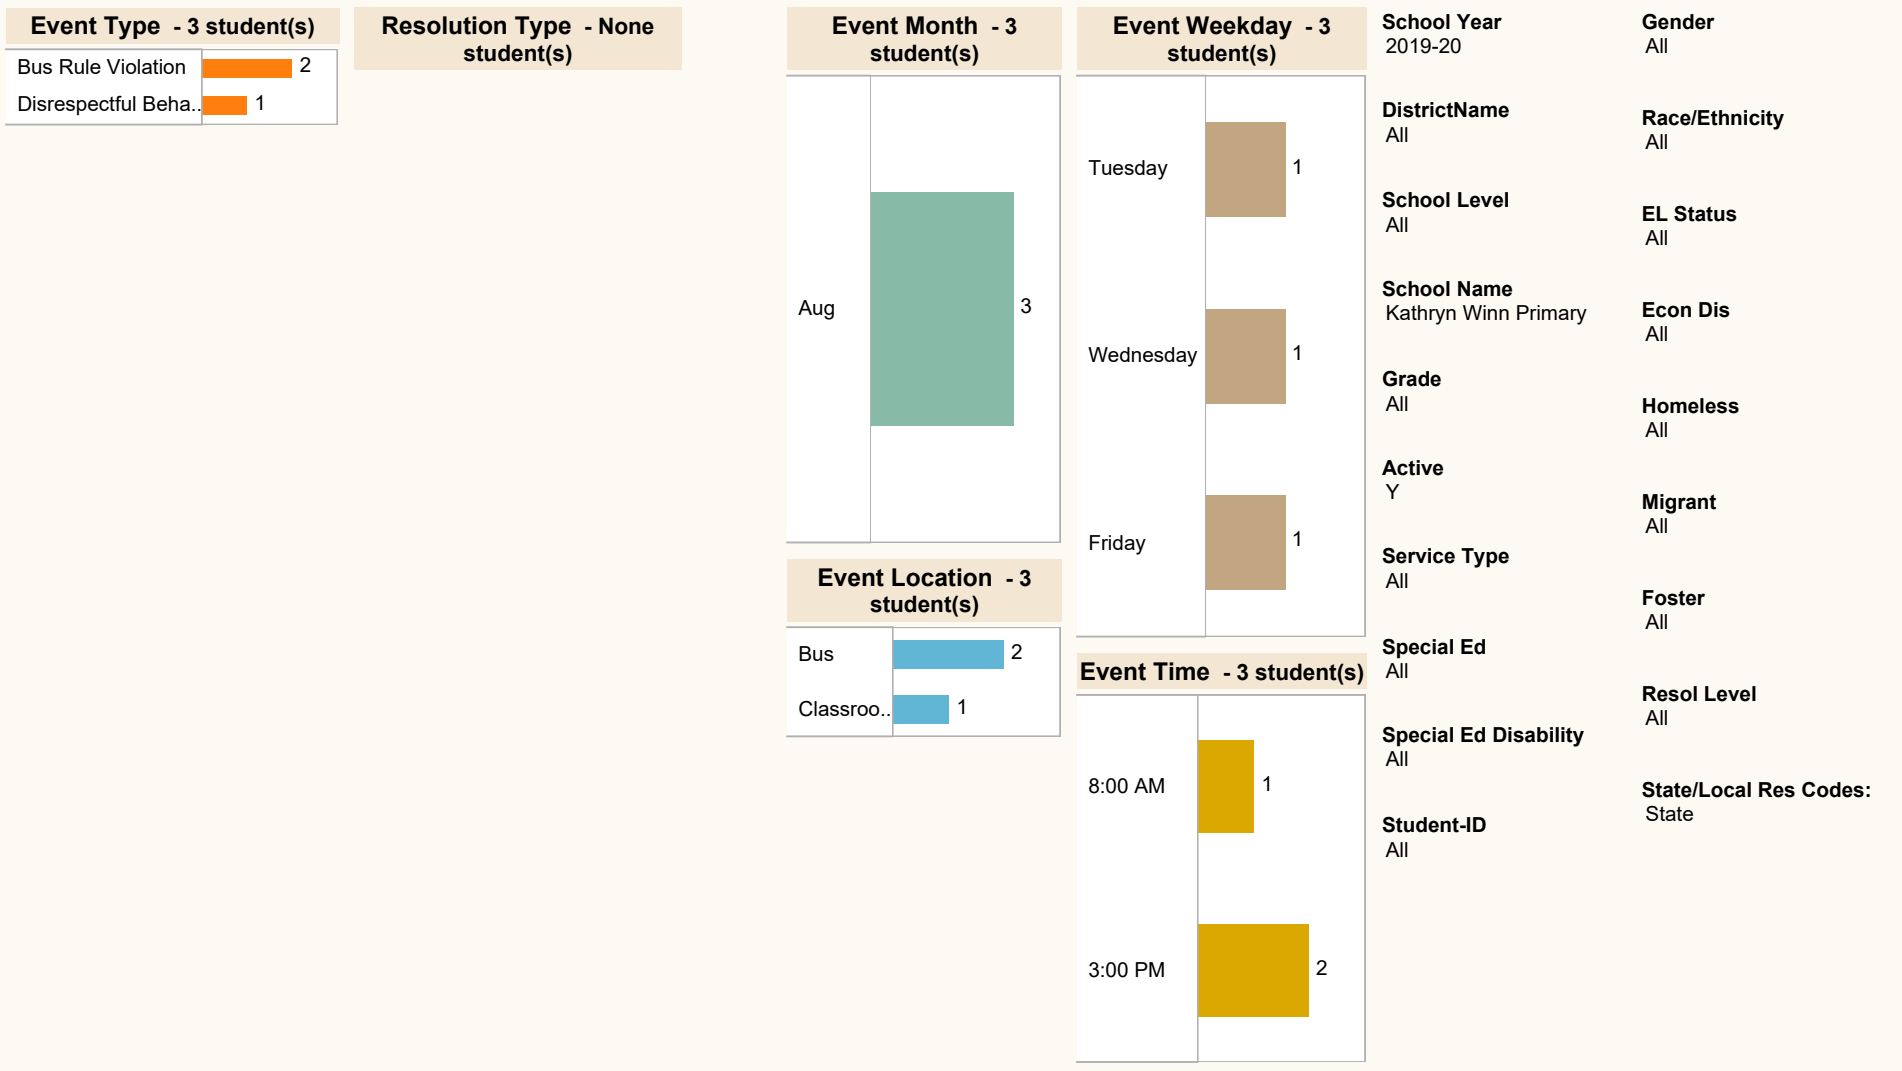 Event Type - 3 student(s)
Bus Rule Violation 2
Disrespectful Beha.. 1
Resolution Type - None
student(s)
Event Month - 3
student(s)
Aug 3
Event Location - 3
student(s)
Bus 2
Classroo.. 1
Event Weekday - 3
student(s)
Tuesday 1
Wednesday 1
Friday 1
Event Time - 3 student(s)
8:00 AM 1
3:00 PM 2
School Year
2019-20
DistrictName
All
School Level
All
School Name
Kathryn Winn Primary
Grade
All
Active
Y
Service Type
All
Special Ed
All
Special Ed Disability
All
Student-ID
All
Gender
All
Race/Ethnicity
All
EL Status
All
Econ Dis
All
Homeless
All
Migrant
All
Foster
All
Resol Level
All
State/Local Res Codes:
State